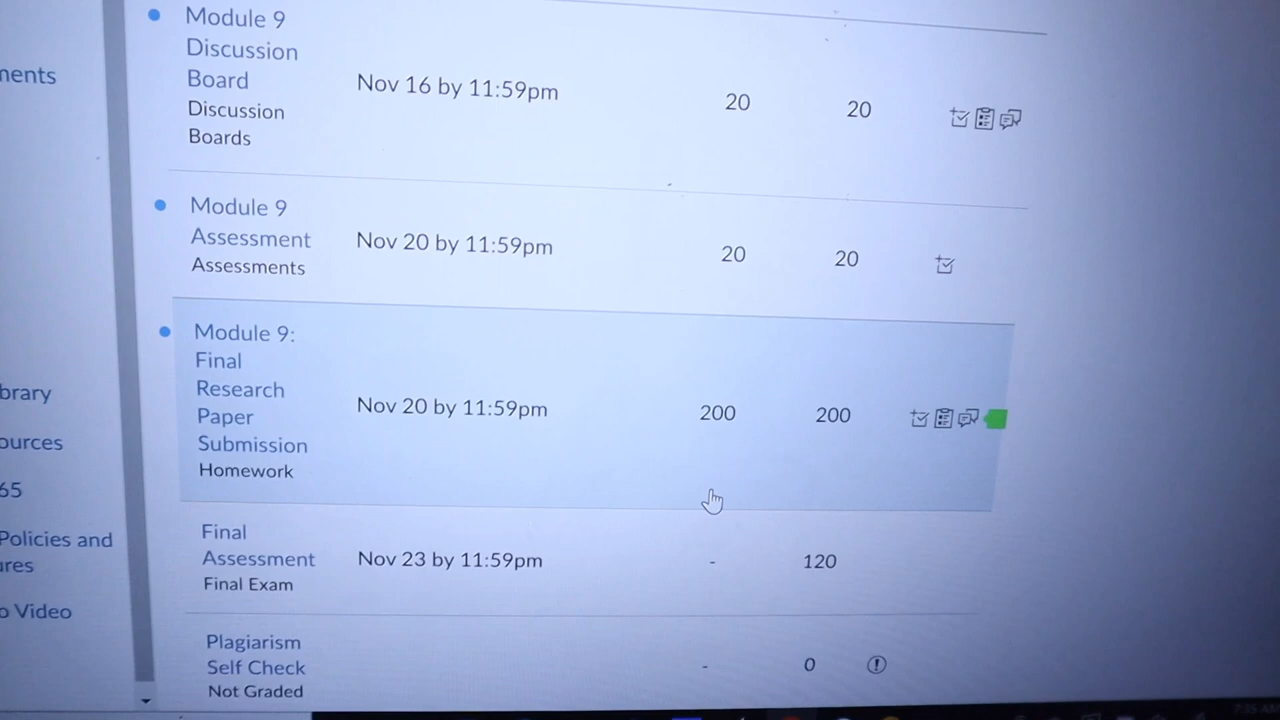 Module 9
Discussion
Board
Discussion
Boards
Nov 16 by 11:59pm
20
20
Module 9
Assessment
Assessments
Nov 20 by 11:59pm
20
20
Module 9:
Final
Research
Paper
Submission
Homework
Nov 20 by 11:59pm
200
200
Final
Assessment
Final Exam
Nov 23 by 11:59pm
-
120
Plagiarism
Self Check
Not Graded
-
0
nents
brary
ources
65
Policies and
ures
o Video